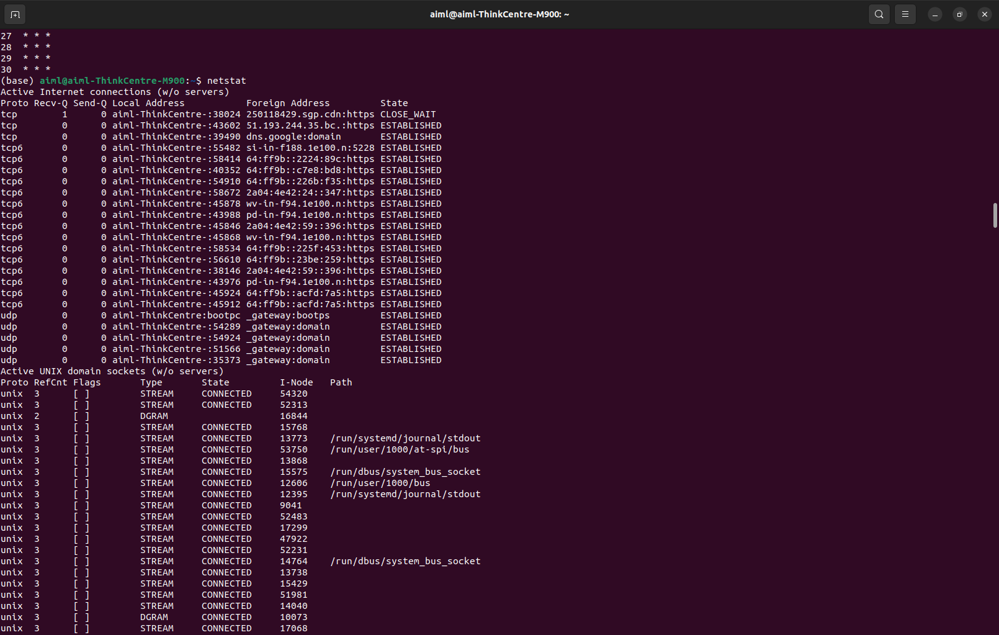 aiml@aiml-ThinkCentre-M900: ~
27  * * *
28  * * *
29  * * *
30  * * *
(base) aiml@aiml-ThinkCentre-M900:~$ netstat
Active Internet connections (w/o servers)
Proto Recv-Q Send-Q Local Address           Foreign Address         State
tcp        1      0 aiml-ThinkCentre-:38024 250118429.sgp.cdn:https CLOSE_WAIT
tcp        0      0 aiml-ThinkCentre-:43602 51.193.244.35.bc.:https ESTABLISHED
tcp        0      0 aiml-ThinkCentre-:39490 dns.google:domain       ESTABLISHED
tcp6       0      0 aiml-ThinkCentre-:55482 si-in-f188.1e100.n:5228 ESTABLISHED
tcp6       0      0 aiml-ThinkCentre-:58414 64:ff9b::2224:89c:https ESTABLISHED
tcp6       0      0 aiml-ThinkCentre-:40352 64:ff9b::c7e8:bd8:https ESTABLISHED
tcp6       0      0 aiml-ThinkCentre-:54910 64:ff9b::226b:f35:https ESTABLISHED
tcp6       0      0 aiml-ThinkCentre-:58672 2a04:4e42:24::347:https ESTABLISHED
tcp6       0      0 aiml-ThinkCentre-:45878 wv-in-f94.1e100.n:https ESTABLISHED
tcp6       0      0 aiml-ThinkCentre-:43988 pd-in-f94.1e100.n:https ESTABLISHED
tcp6       0      0 aiml-ThinkCentre-:45846 2a04:4e42:59::396:https ESTABLISHED
tcp6       0      0 aiml-ThinkCentre-:45868 wv-in-f94.1e100.n:https ESTABLISHED
tcp6       0      0 aiml-ThinkCentre-:58534 64:ff9b::225f:453:https ESTABLISHED
tcp6       0      0 aiml-ThinkCentre-:56610 64:ff9b::23be:259:https ESTABLISHED
tcp6       0      0 aiml-ThinkCentre-:38146 2a04:4e42:59::396:https ESTABLISHED
tcp6       0      0 aiml-ThinkCentre-:43976 pd-in-f94.1e100.n:https ESTABLISHED
tcp6       0      0 aiml-ThinkCentre-:45924 64:ff9b::acfd:7a5:https ESTABLISHED
tcp6       0      0 aiml-ThinkCentre-:45912 64:ff9b::acfd:7a5:https ESTABLISHED
udp        0      0 aiml-ThinkCentre:bootpc _gateway:bootps         ESTABLISHED
udp        0      0 aiml-ThinkCentre-:54289 _gateway:domain         ESTABLISHED
udp        0      0 aiml-ThinkCentre-:54924 _gateway:domain         ESTABLISHED
udp        0      0 aiml-ThinkCentre-:51566 _gateway:domain         ESTABLISHED
udp        0      0 aiml-ThinkCentre-:35373 _gateway:domain         ESTABLISHED
Active UNIX domain sockets (w/o servers)
Proto RefCnt Flags       Type       State         I-Node   Path
unix  3      [ ]         STREAM     CONNECTED     54320
unix  3      [ ]         STREAM     CONNECTED     52313
unix  2      [ ]         DGRAM                    16844
unix  3      [ ]         STREAM     CONNECTED     15768
unix  3      [ ]         STREAM     CONNECTED     13773    /run/systemd/journal/stdout
unix  3      [ ]         STREAM     CONNECTED     53750    /run/user/1000/at-spi/bus
unix  3      [ ]         STREAM     CONNECTED     13868
unix  3      [ ]         STREAM     CONNECTED     15575    /run/dbus/system_bus_socket
unix  3      [ ]         STREAM     CONNECTED     12606    /run/user/1000/bus
unix  3      [ ]         STREAM     CONNECTED     12395    /run/systemd/journal/stdout
unix  3      [ ]         STREAM     CONNECTED     9041
unix  3      [ ]         STREAM     CONNECTED     52483
unix  3      [ ]         STREAM     CONNECTED     17299
unix  3      [ ]         STREAM     CONNECTED     47922
unix  3      [ ]         STREAM     CONNECTED     52231
unix  3      [ ]         STREAM     CONNECTED     14764    /run/dbus/system_bus_socket
unix  3      [ ]         STREAM     CONNECTED     13738
unix  3      [ ]         STREAM     CONNECTED     15429
unix  3      [ ]         STREAM     CONNECTED     51981
unix  3      [ ]         STREAM     CONNECTED     14040
unix  3      [ ]         DGRAM      CONNECTED     10073
unix  3      [ ]         STREAM     CONNECTED     17068